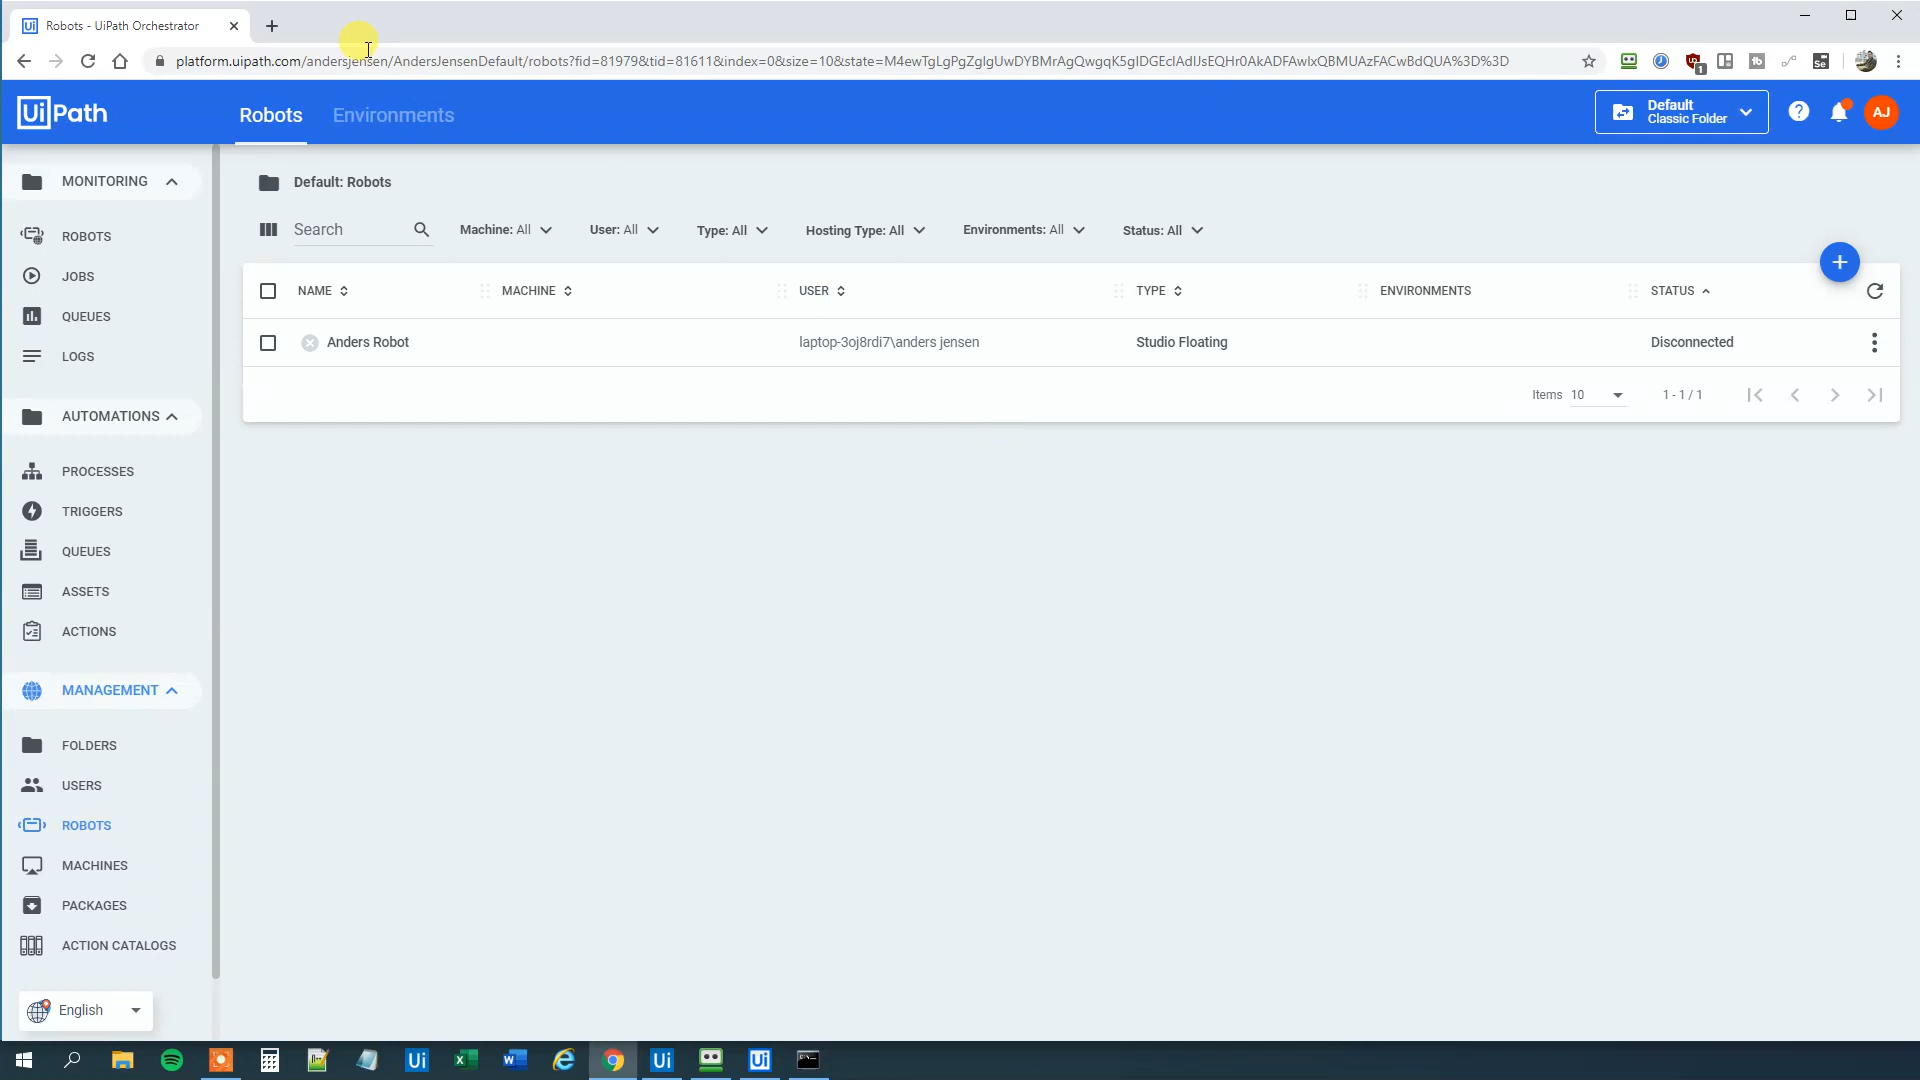 Robots - UiPath Orchestrator
platform.uipath.com/andersjensen/AndersJensenDefault/robots?fid=81979&tid=81611&index=0&size=10&state=M4ewTgLgPgZglgUwDYBMrAgQwgqK5gIDGEclAdIJsEQHr0AkADFAwIxQBMUAzFACwBdQUA%3D%3D
1
Se
UiPath
Robots
Environments
Default
Classic Folder
?
AJ
MONITORING
ROBOTS
JOBS
QUEUES
LOGS
AUTOMATIONS
PROCESSES
TRIGGERS
QUEUES
ASSETS
ACTIONS
MANAGEMENT
FOLDERS
USERS
ROBOTS
MACHINES
PACKAGES
ACTION CATALOGS
English
Default: Robots
Search
Machine: All
User: All
Type: All
Hosting Type: All
Environments: All
Status: All
NAME
MACHINE
USER
TYPE
ENVIRONMENTS
STATUS
Anders Robot
laptop-3oj8rdi7\anders jensen
Studio Floating
Disconnected
Items 10
1 - 1 / 1